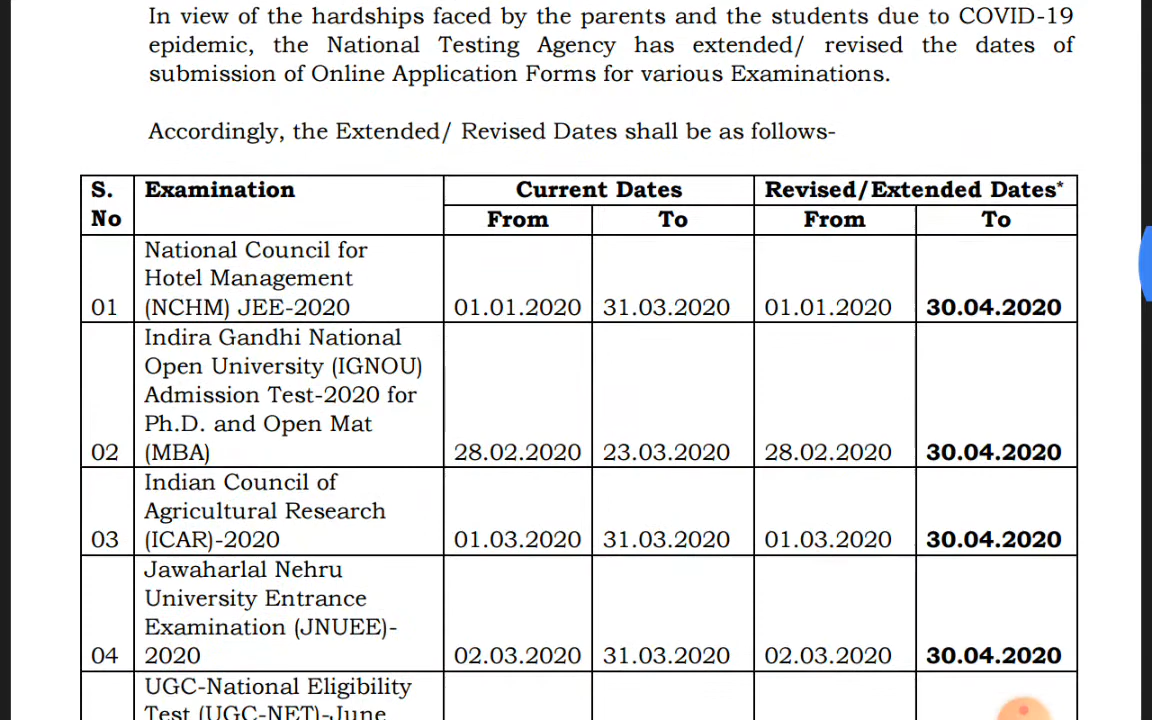 In view of the hardships faced by the parents and the students due to COVID-19
epidemic, the National Testing Agency has extended/ revised the dates of
submission of Online Application Forms for various Examinations.
Accordingly, the Extended/ Revised Dates shall be as follows-
S. No Examination Current Dates Revised/Extended Dates*
From To From To
National Council for
Hotel Management
01 (NCHM) JEE-2020 01.01.2020 31.03.2020 01.01.2020 30.04.2020
Indira Gandhi National
Open University (IGNOU)
Admission Test-2020 for
Ph.D. and Open Mat
02 (MBA) 28.02.2020 23.03.2020 28.02.2020 30.04.2020
Indian Council of
Agricultural Research
03 (ICAR)-2020 01.03.2020 31.03.2020 01.03.2020 30.04.2020
Jawaharlal Nehru
University Entrance
Examination (JNUEE)-
04 2020 02.03.2020 31.03.2020 02.03.2020 30.04.2020
UGC-National Eligibility
Test (UGC-NET)-June